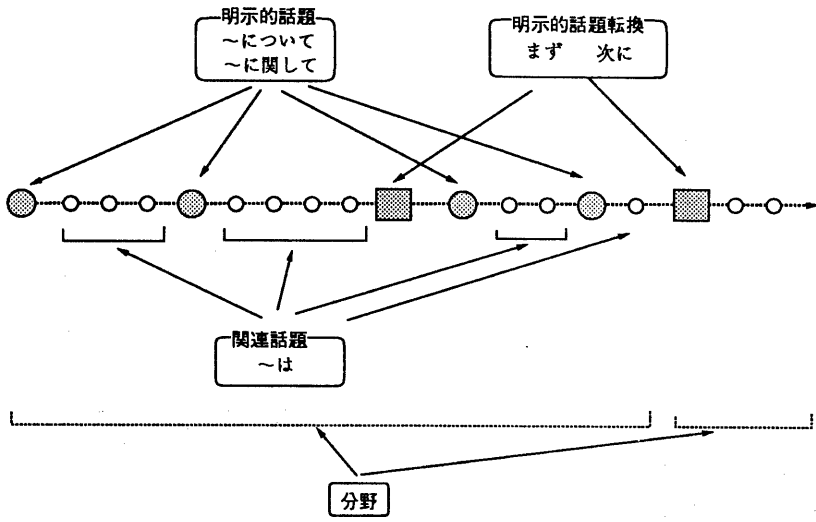 明示的話題
～について
～に関して
明示的話題転換
まず 次に
関連話題
～は
分野